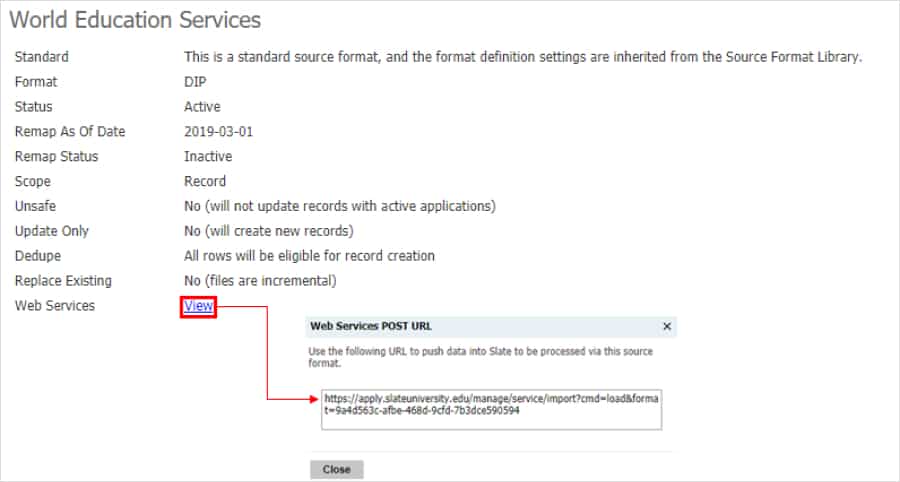 World Education Services
Standard This is a standard source format, and the format definition settings are inherited from the Source Format Library.
Format DIP
Status Active
Remap As Of Date 2019-03-01
Remap Status Inactive
Scope Record
Unsafe No (will not update records with active applications)
Update Only No (will create new records)
Dedupe All rows will be eligible for record creation
Replace Existing No (files are incremental)
Web Services View
Web Services POST URL ×
Use the following URL to push data into Slate to be processed via this source
format.
https://apply.slateuniversity.edu/manage/service/import?cmd=load&forma
t=9a4d563c-afbe-468d-9cfd-7b3dce590594
Close